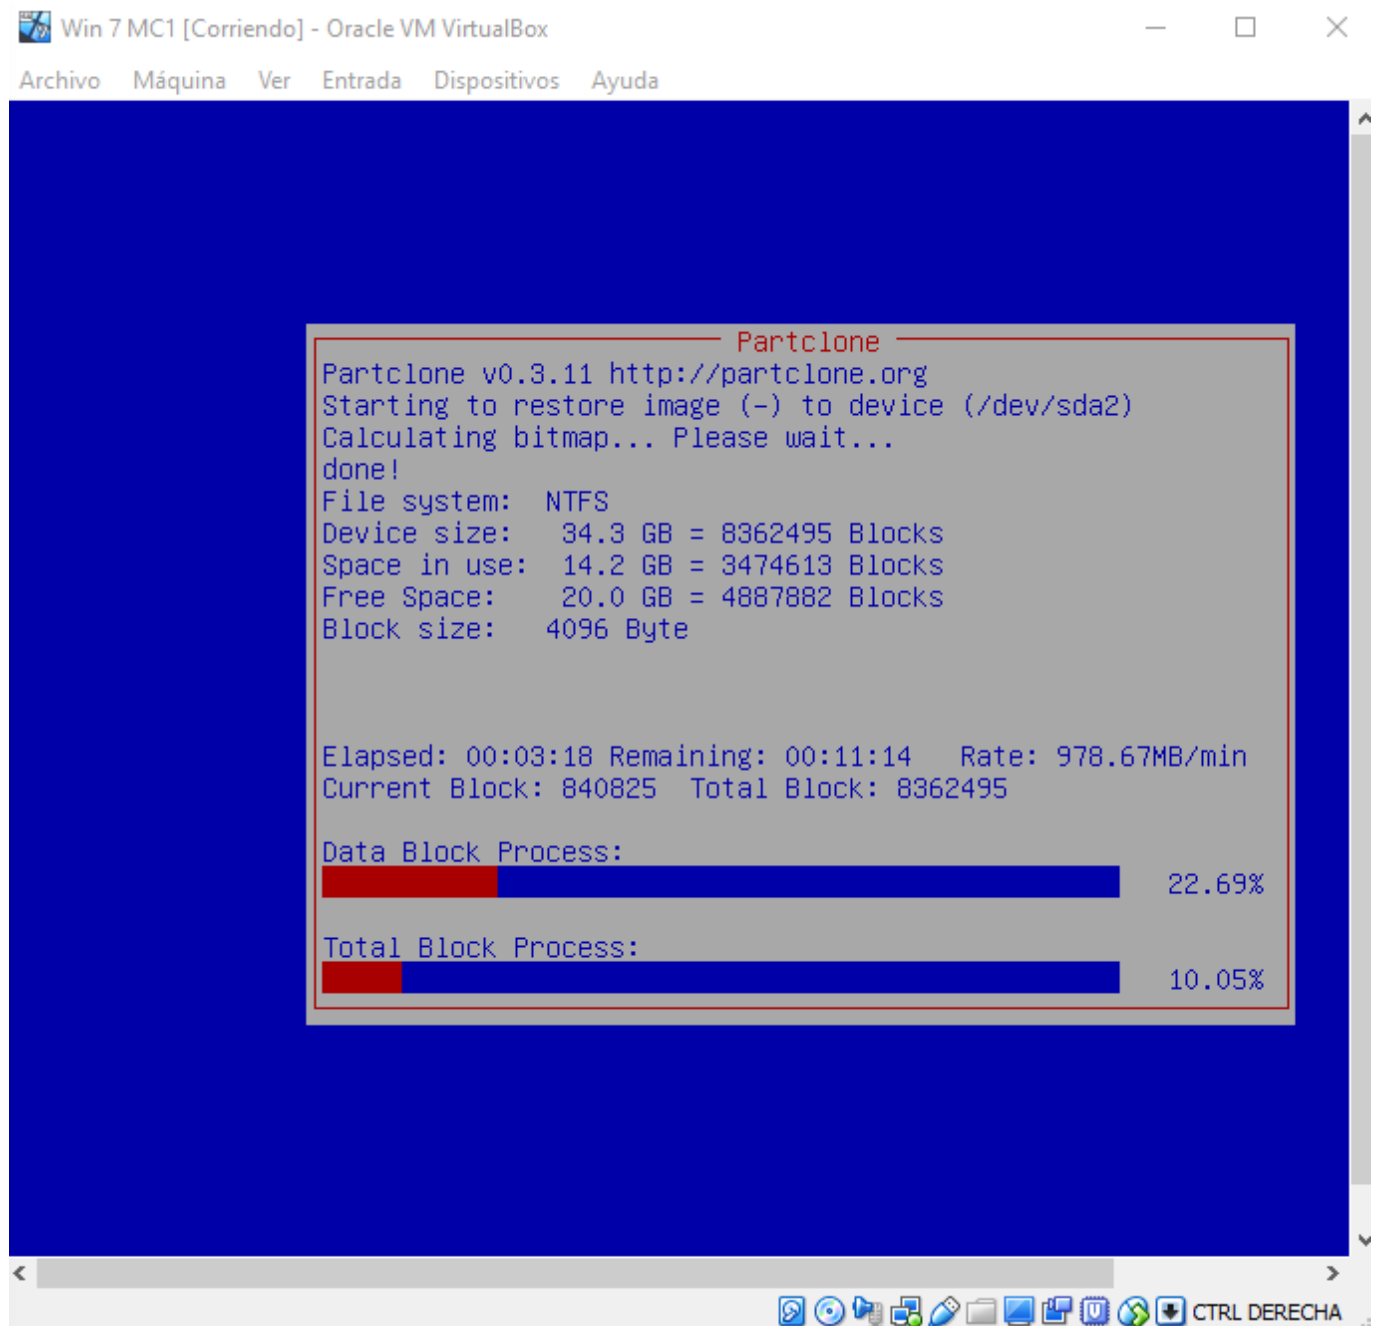 Win 7 MC1 [Corriendo] - Oracle VM VirtualBox
Archivo Máquina Ver Entrada Dispositivos Ayuda
Partclone
Partclone v0.3.11 http://partclone.org
Starting to restore image (-) to device (/dev/sda2)
Calculating bitmap... Please wait...
done!
File system: NTFS
Device size: 34.3 GB = 8362495 Blocks
Space in use: 14.2 GB = 3474613 Blocks
Free Space: 20.0 GB = 4887882 Blocks
Block size: 4096 Byte
Elapsed: 00:03:18 Remaining: 00:11:14 Rate: 978.67MB/min
Current Block: 840825 Total Block: 8362495
Data Block Process:
22.69%
Total Block Process:
10.05%
CTRL DERECHA